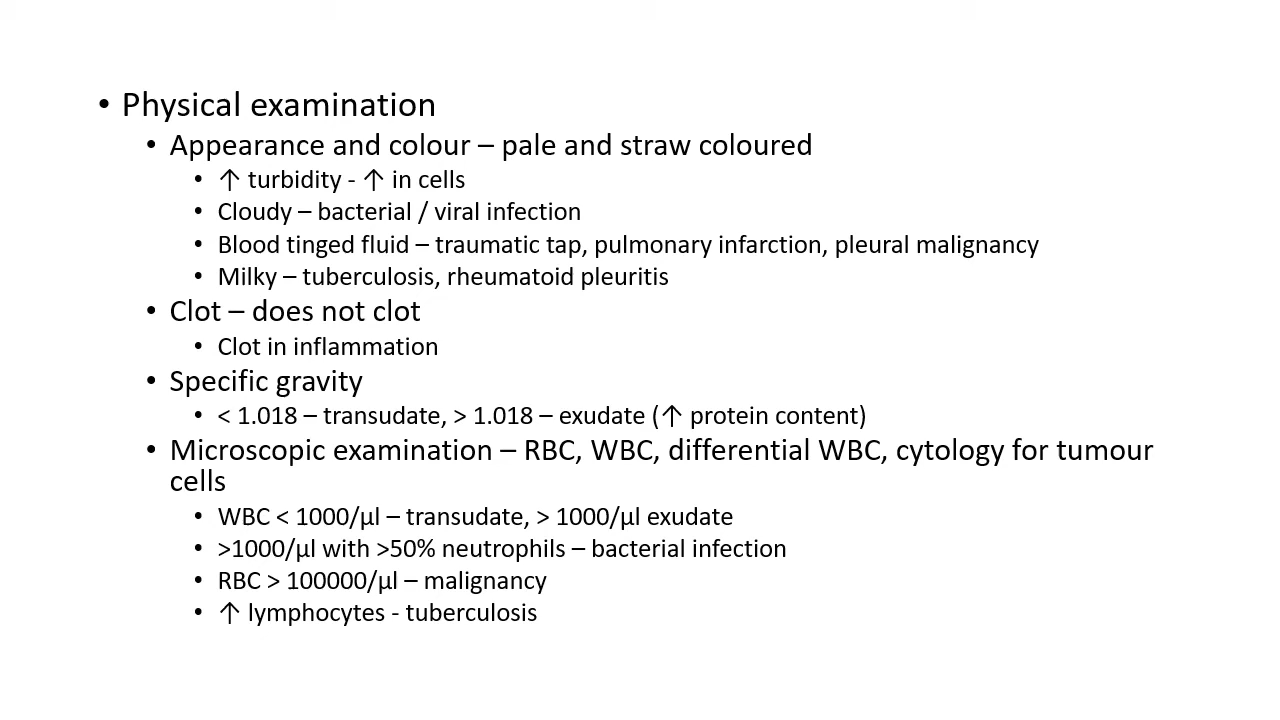 • Physical examination
• Appearance and colour – pale and straw coloured
• ↑ turbidity - ↑ in cells
• Cloudy – bacterial / viral infection
• Blood tinged fluid – traumatic tap, pulmonary infarction, pleural malignancy
• Milky – tuberculosis, rheumatoid pleuritis
• Clot – does not clot
• Clot in inflammation
• Specific gravity
• < 1.018 – transudate, > 1.018 – exudate (↑ protein content)
• Microscopic examination – RBC, WBC, differential WBC, cytology for tumour
cells
• WBC < 1000/µl – transudate, > 1000/µl exudate
• >1000/µl with >50% neutrophils – bacterial infection
• RBC > 100000/µl – malignancy
• ↑ lymphocytes - tuberculosis